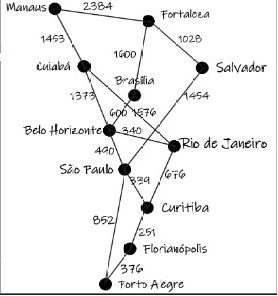 Manaus
2384
Fortaleza
1453
1600
1028
Cuiabá
Brasília
Salvador
1373
600
1576
1454
Belo Horizonte
340
Rio de Janeiro
490
São Paulo
339
676
Curitiba
852
251
Florianópolis
376
Porto Alegre